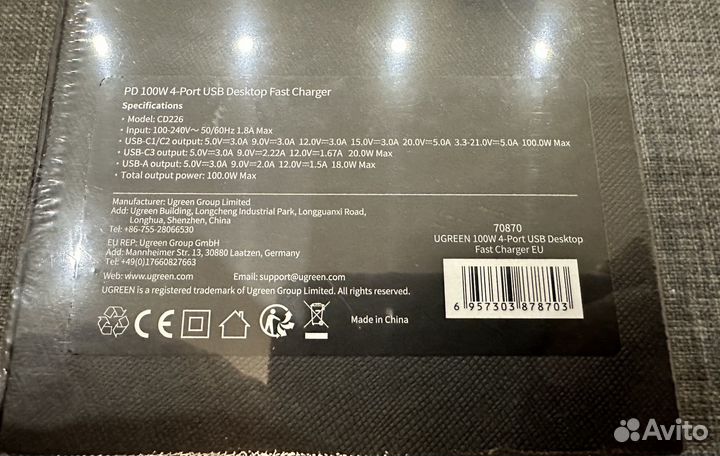 PD 100W 4-Port USB Desktop Fast Charger
Specifications
• Model: CD226
• Input: 100-240V~ 50/60Hz 1.8A Max
• USB-C1/C2 output: 5.0V⎓3.0A 9.0V⎓3.0A 12.0V⎓3.0A 15.0V⎓3.0A 20.0V⎓5.0A 3.3-21.0V⎓5.0A 100.0W Max
• USB-C3 output: 5.0V⎓3.0A 9.0V⎓2.22A 12.0V⎓1.67A 20.0W Max
• USB-A output: 5.0V⎓3.0A 9.0V⎓2.0A 12.0V⎓1.5A 18.0W Max
• Total output power: 100.0W Max
Manufacturer: Ugreen Group Limited
Add: Ugreen Building, Longcheng Industrial Park, Longguanxi Road,
Longhua, Shenzhen, China
Tel: +86-755-28066530
EU REP: Ugreen Group GmbH
Add: Mannheimer Str. 13, 30880 Laatzen, Germany
Tel: +49(0)17660827663
Web: www.ugreen.com Email: support@ugreen.com
UGREEN is a registered trademark of Ugreen Group Limited. All rights reserved.
CE
Made in China
70870
UGREEN 100W 4-Port USB Desktop
Fast Charger EU
6 957303 878703
Avito